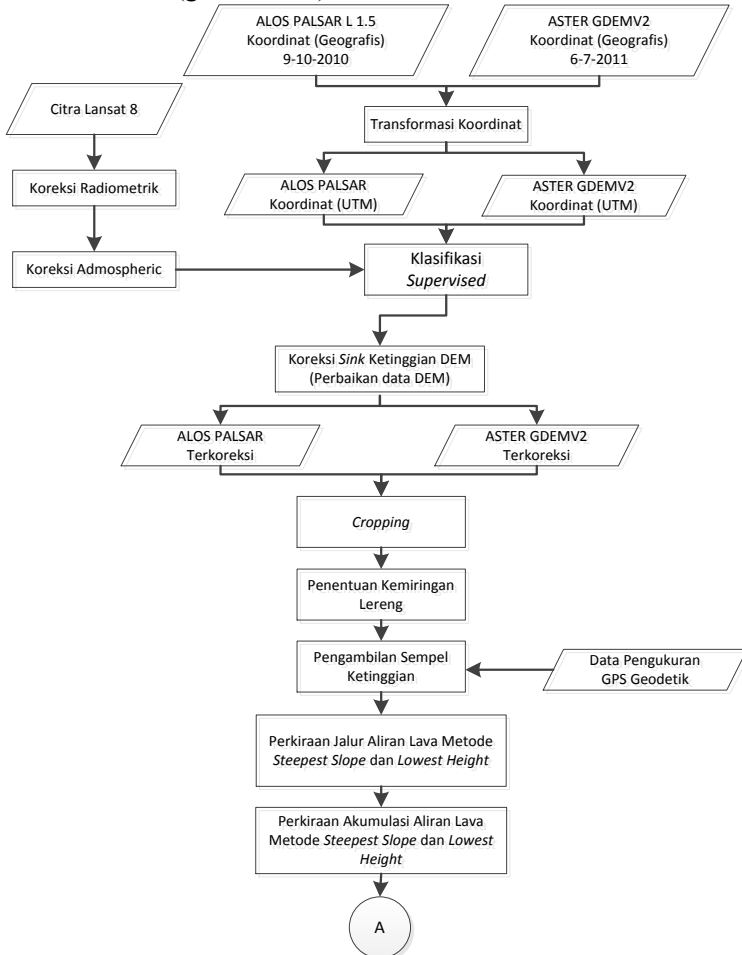 ALOS PALSAR L 1.5
Koordinat (Geografis)
9-10-2010
ASTER GDEMV2
Koordinat (Geografis)
6-7-2011
Citra Lansat 8
Transformasi Koordinat
Koreksi Radiometrik
ALOS PALSAR
Koordinat (UTM)
ASTER GDEMV2
Koordinat (UTM)
Koreksi Admospheric
Klasifikasi
Supervised
Koreksi Sink Ketinggian DEM
(Perbaikan data DEM)
ALOS PALSAR
Terkoreksi
ASTER GDEMV2
Terkoreksi
Cropping
Penentuan Kemiringan
Lereng
Pengambilan Sempel
Ketinggian
Data Pengukuran
GPS Geodetik
Perkiraan Jalur Aliran Lava Metode
Steepest Slope dan Lowest Height
Perkiraan Akumulasi Aliran Lava
Metode Steepest Slope dan Lowest
Height
A